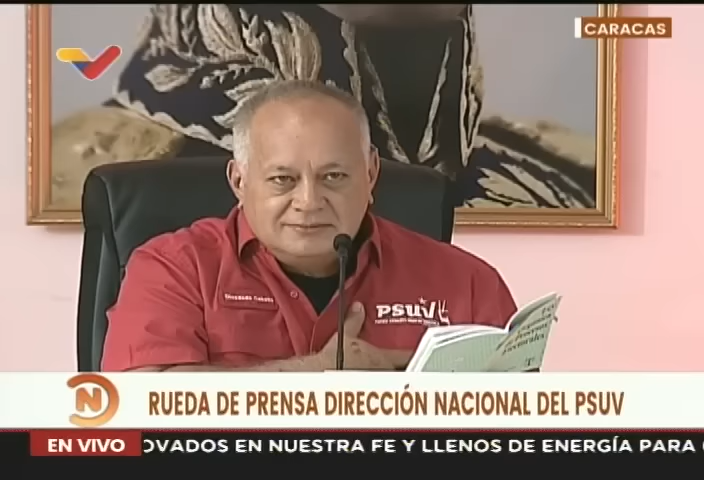 CARACAS
PSUV
RUEDA DE PRENSA DIRECCIÓN NACIONAL DEL PSUV
EN VIVO
OVADOS EN NUESTRA FE Y LLENOS DE ENERGÍA PARA